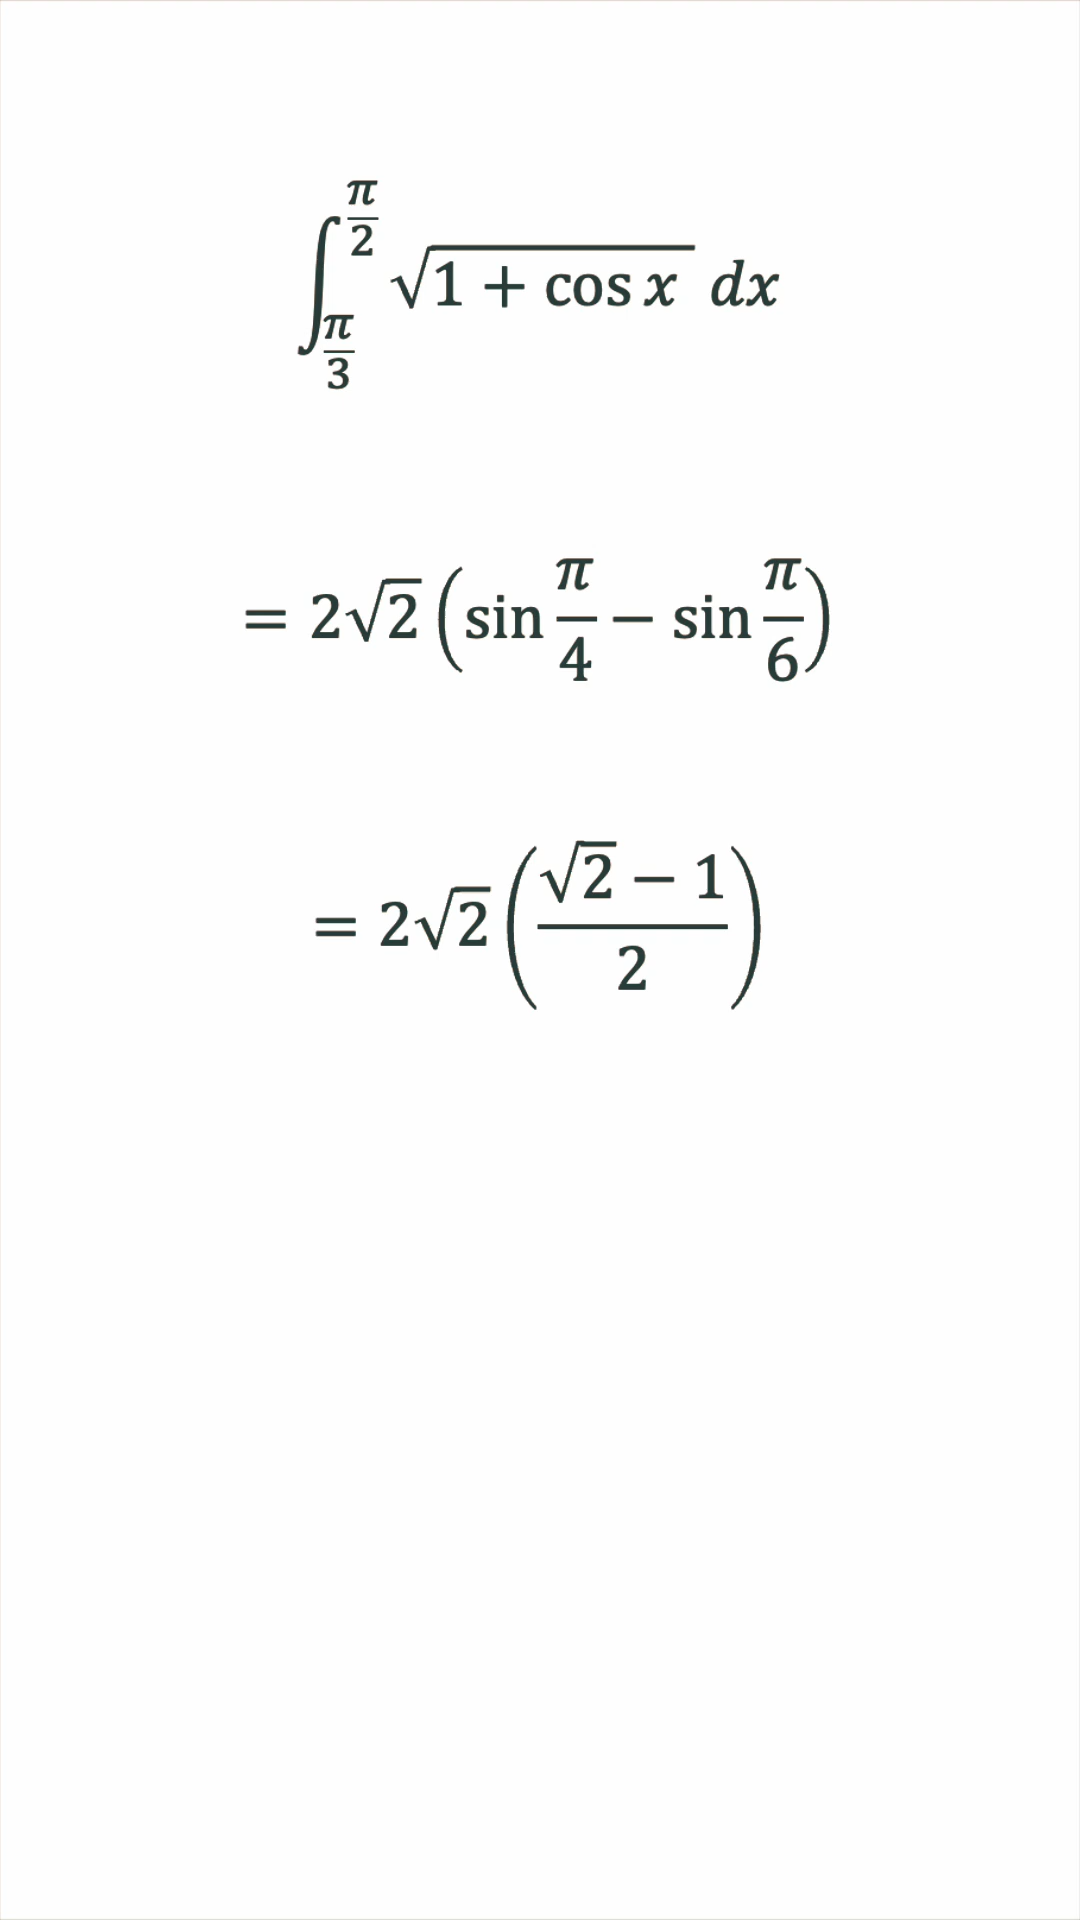 ∫_{π/3}^{π/2} √(1 + cos x) dx
= 2√2 (sin π/4 − sin π/6)
= 2√2 ((√2 − 1)/2)